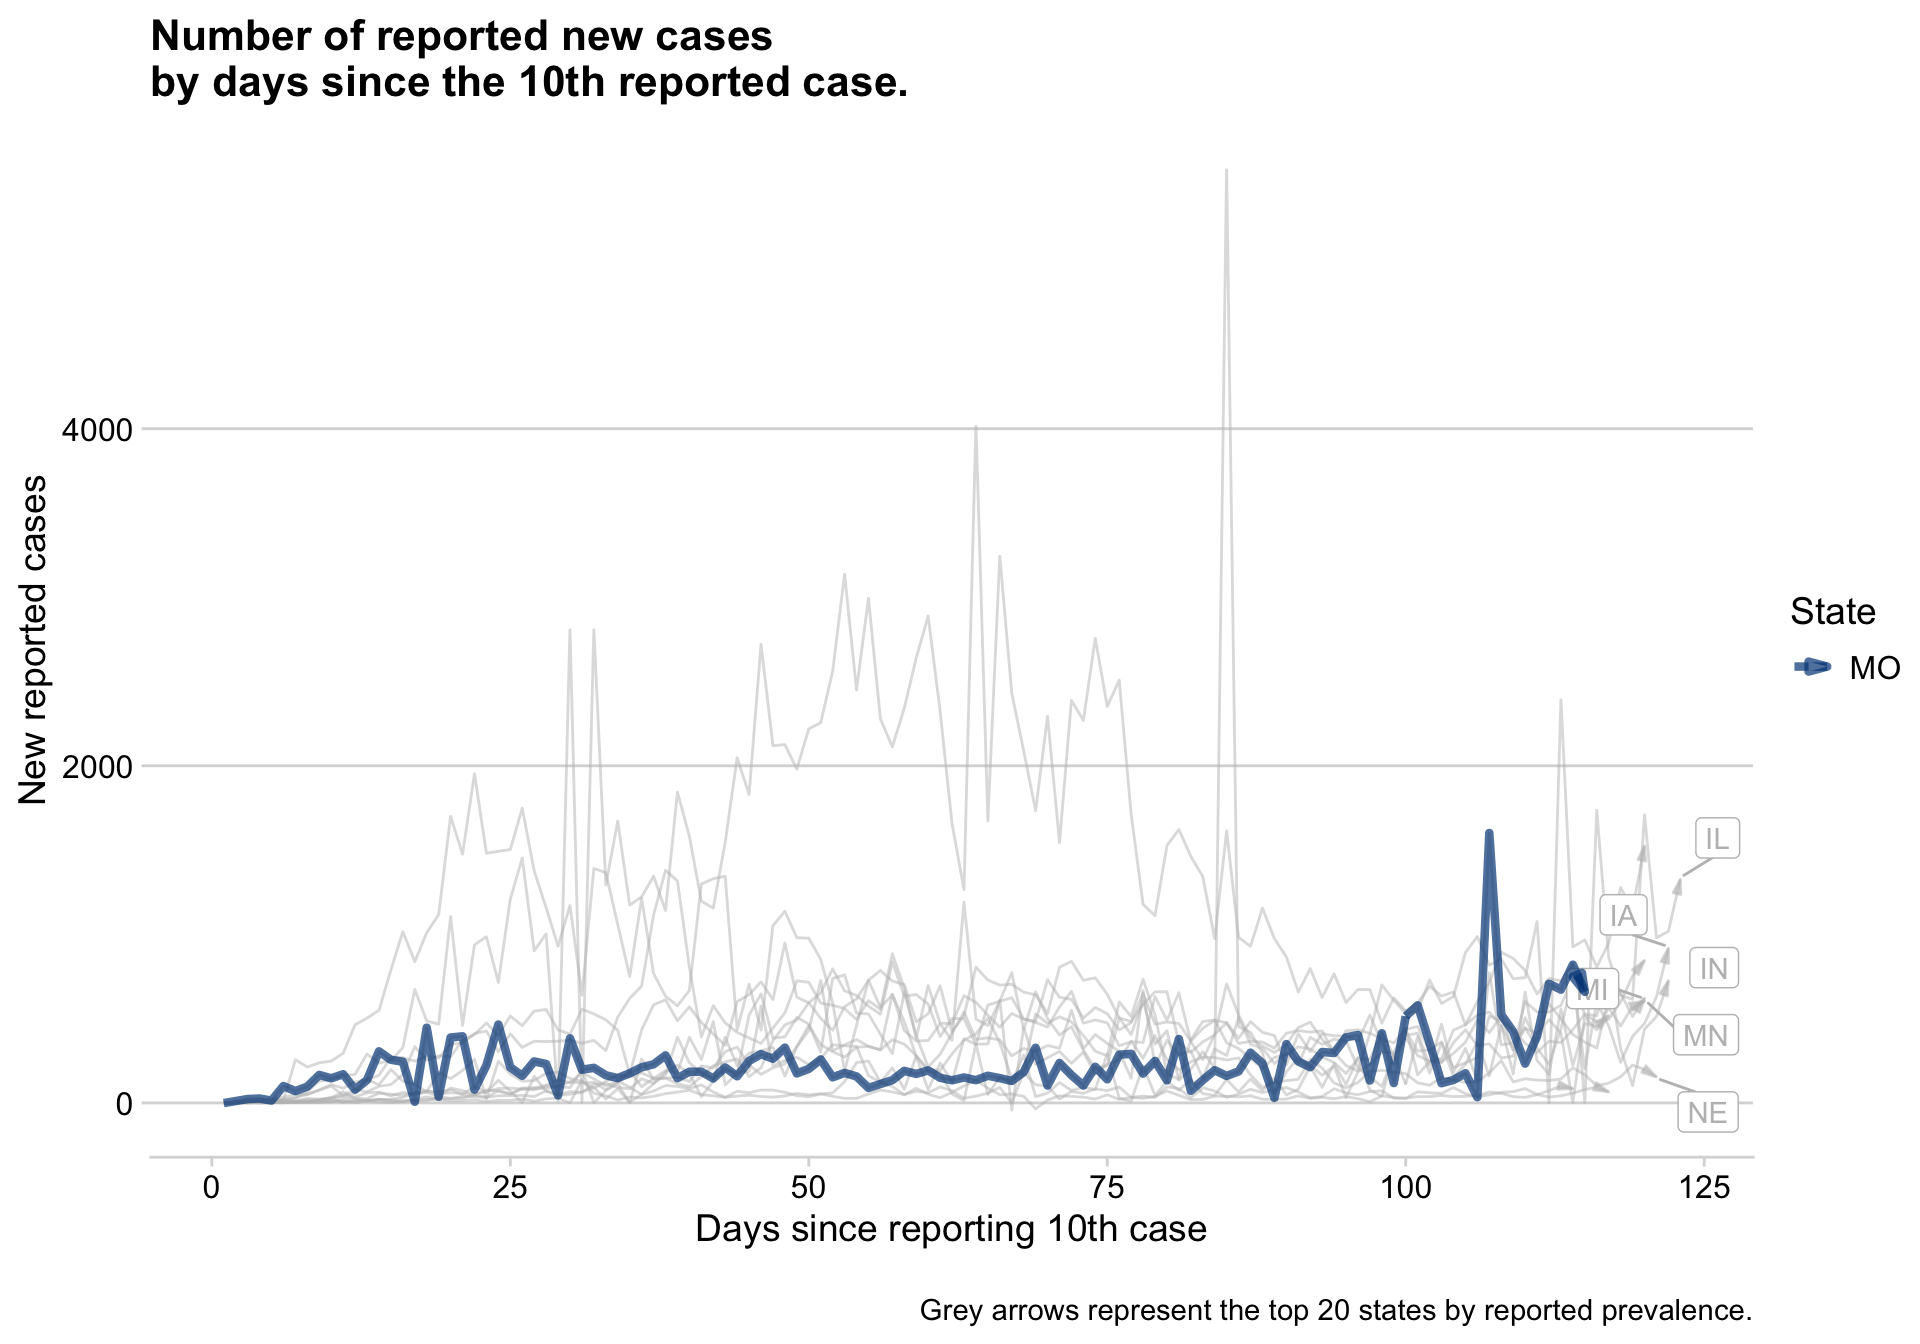 Number of reported new cases
by days since the 10th reported case.
New reported cases
4000
2000
0
0
25
50
75
100
125
Days since reporting 10th case
IL
IA
IN
MI
MN
NE
State
MO
Grey arrows represent the top 20 states by reported prevalence.